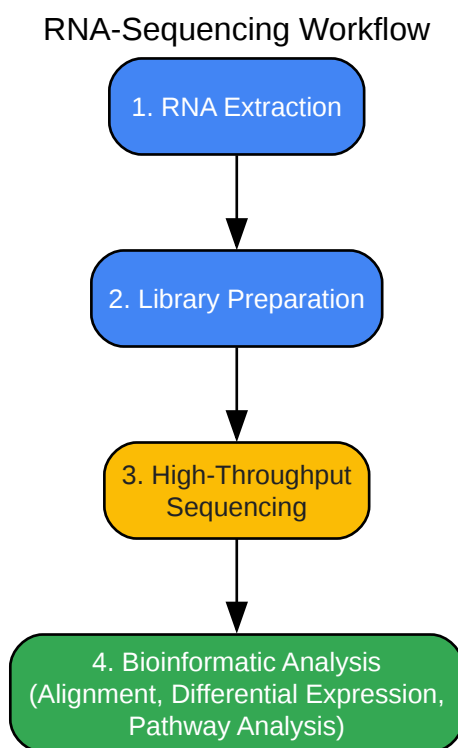 RNA-Sequencing Workflow
1. RNA Extraction
2. Library Preparation
3. High-Throughput
Sequencing
4. Bioinformatic Analysis
(Alignment, Differential Expression,
Pathway Analysis)